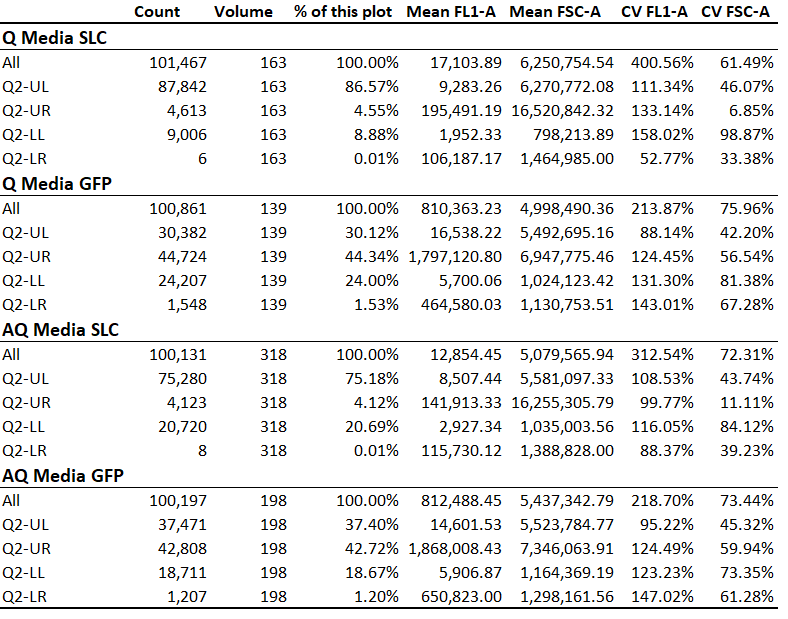 Count Volume % of this plot Mean FL1-A Mean FSC-A CV FL1-A CV FSC-A
Q Media SLC
All 101,467 163 100.00% 17,103.89 6,250,754.54 400.56% 61.49%
Q2-UL 87,842 163 86.57% 9,283.26 6,270,772.08 111.34% 46.07%
Q2-UR 4,613 163 4.55% 195,491.19 16,520,842.32 133.14% 6.85%
Q2-LL 9,006 163 8.88% 1,952.33 798,213.89 158.02% 98.87%
Q2-LR 6 163 0.01% 106,187.17 1,464,985.00 52.77% 33.38%
Q Media GFP
All 100,861 139 100.00% 810,363.23 4,998,490.36 213.87% 75.96%
Q2-UL 30,382 139 30.12% 16,538.22 5,492,695.16 88.14% 42.20%
Q2-UR 44,724 139 44.34% 1,797,120.80 6,947,775.46 124.45% 56.54%
Q2-LL 24,207 139 24.00% 5,700.06 1,024,123.42 131.30% 81.38%
Q2-LR 1,548 139 1.53% 464,580.03 1,130,753.51 143.01% 67.28%
AQ Media SLC
All 100,131 318 100.00% 12,854.45 5,079,565.94 312.54% 72.31%
Q2-UL 75,280 318 75.18% 8,507.44 5,581,097.33 108.53% 43.74%
Q2-UR 4,123 318 4.12% 141,913.33 16,255,305.79 99.77% 11.11%
Q2-LL 20,720 318 20.69% 2,927.34 1,035,003.56 116.05% 84.12%
Q2-LR 8 318 0.01% 115,730.12 1,388,828.00 88.37% 39.23%
AQ Media GFP
All 100,197 198 100.00% 812,488.45 5,437,342.79 218.70% 73.44%
Q2-UL 37,471 198 37.40% 14,601.53 5,523,784.77 95.22% 45.32%
Q2-UR 42,808 198 42.72% 1,868,008.43 7,346,063.91 124.49% 59.94%
Q2-LL 18,711 198 18.67% 5,906.87 1,164,369.19 123.23% 73.35%
Q2-LR 1,207 198 1.20% 650,823.00 1,298,161.56 147.02% 61.28%